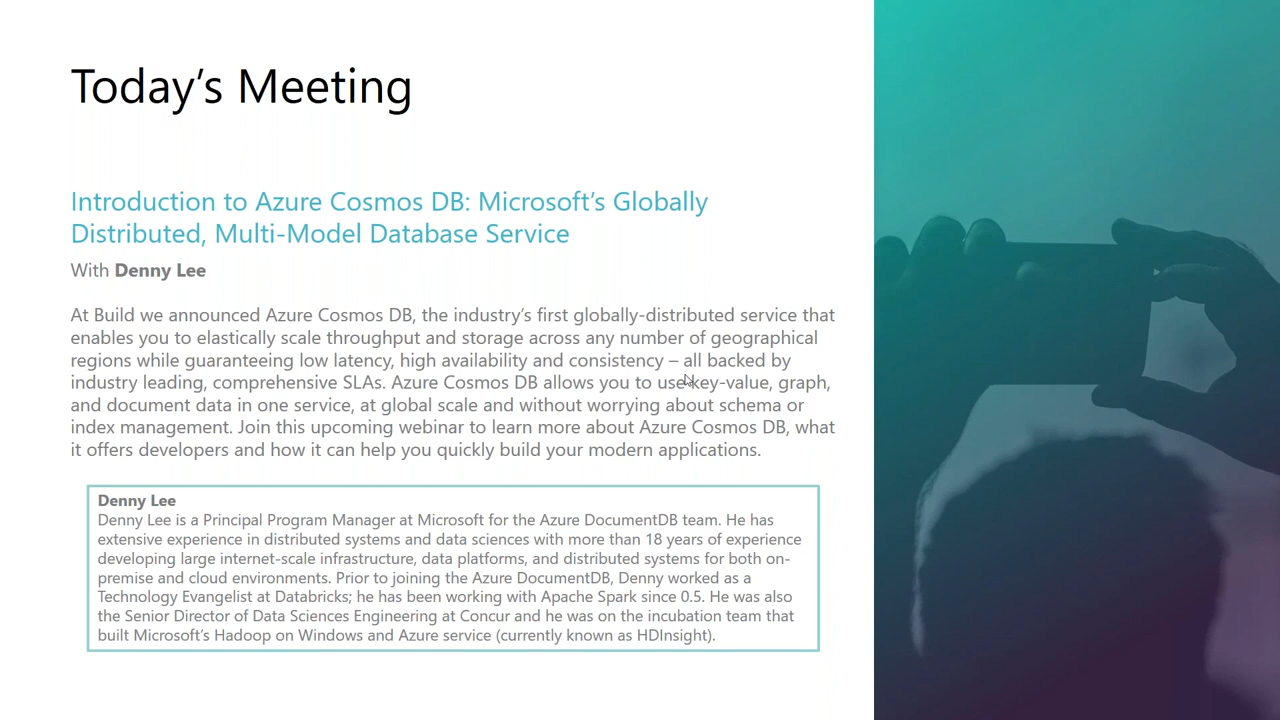 Today’s Meeting
Introduction to Azure Cosmos DB: Microsoft’s Globally
Distributed, Multi-Model Database Service
With Denny Lee
At Build we announced Azure Cosmos DB, the industry’s first globally-distributed service that
enables you to elastically scale throughput and storage across any number of geographical
regions while guaranteeing low latency, high availability and consistency – all backed by
industry leading, comprehensive SLAs. Azure Cosmos DB allows you to use key-value, graph,
and document data in one service, at global scale and without worrying about schema or
index management. Join this upcoming webinar to learn more about Azure Cosmos DB, what
it offers developers and how it can help you quickly build your modern applications.
Denny Lee
Denny Lee is a Principal Program Manager at Microsoft for the Azure DocumentDB team. He has
extensive experience in distributed systems and data sciences with more than 18 years of experience
developing large internet-scale infrastructure, data platforms, and distributed systems for both on-
premise and cloud environments. Prior to joining the Azure DocumentDB, Denny worked as a
Technology Evangelist at Databricks; he has been working with Apache Spark since 0.5. He was also
the Senior Director of Data Sciences Engineering at Concur and he was on the incubation team that
built Microsoft’s Hadoop on Windows and Azure service (currently known as HDInsight).